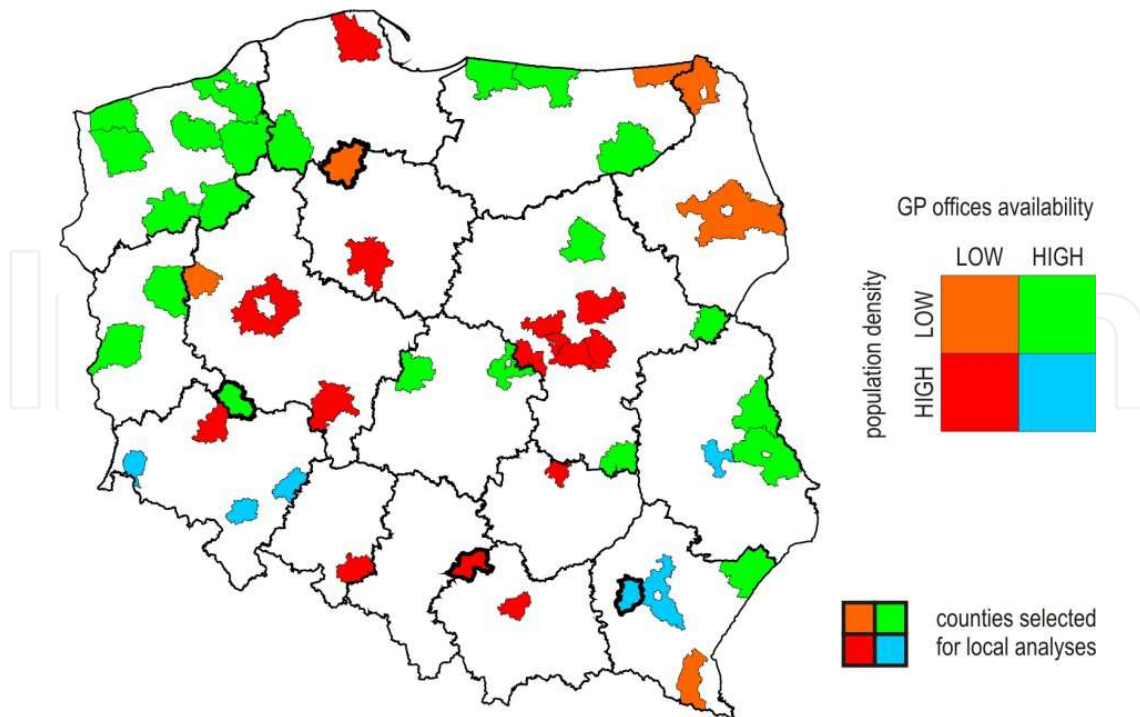 GP offices availability
LOW HIGH
population density
LOW
HIGH
counties selected
for local analyses